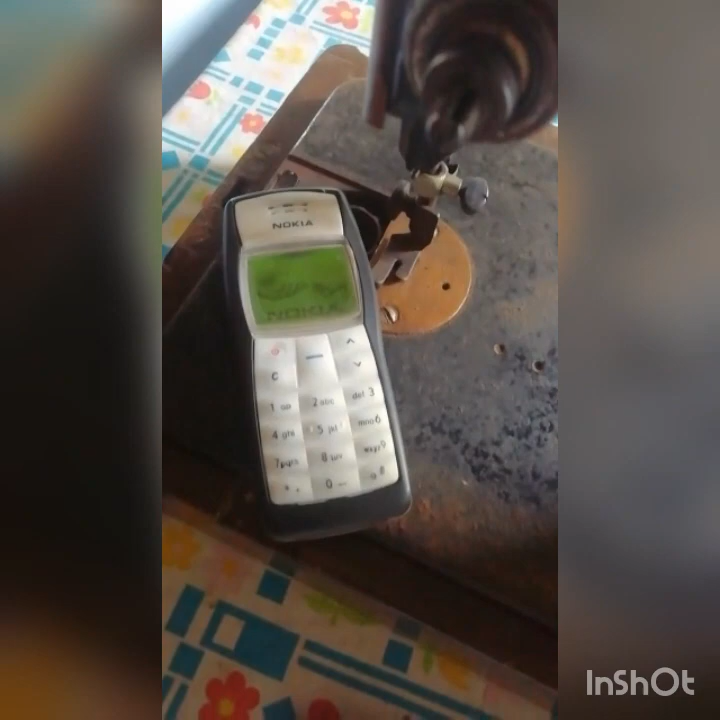 NOKIA
NOKIA
C
1 oo
2 abc
def 3
4 ghi
5 jkl
mno 6
7 pqrs
8 tuv
wxyz 9
* +
0
#
InShOt